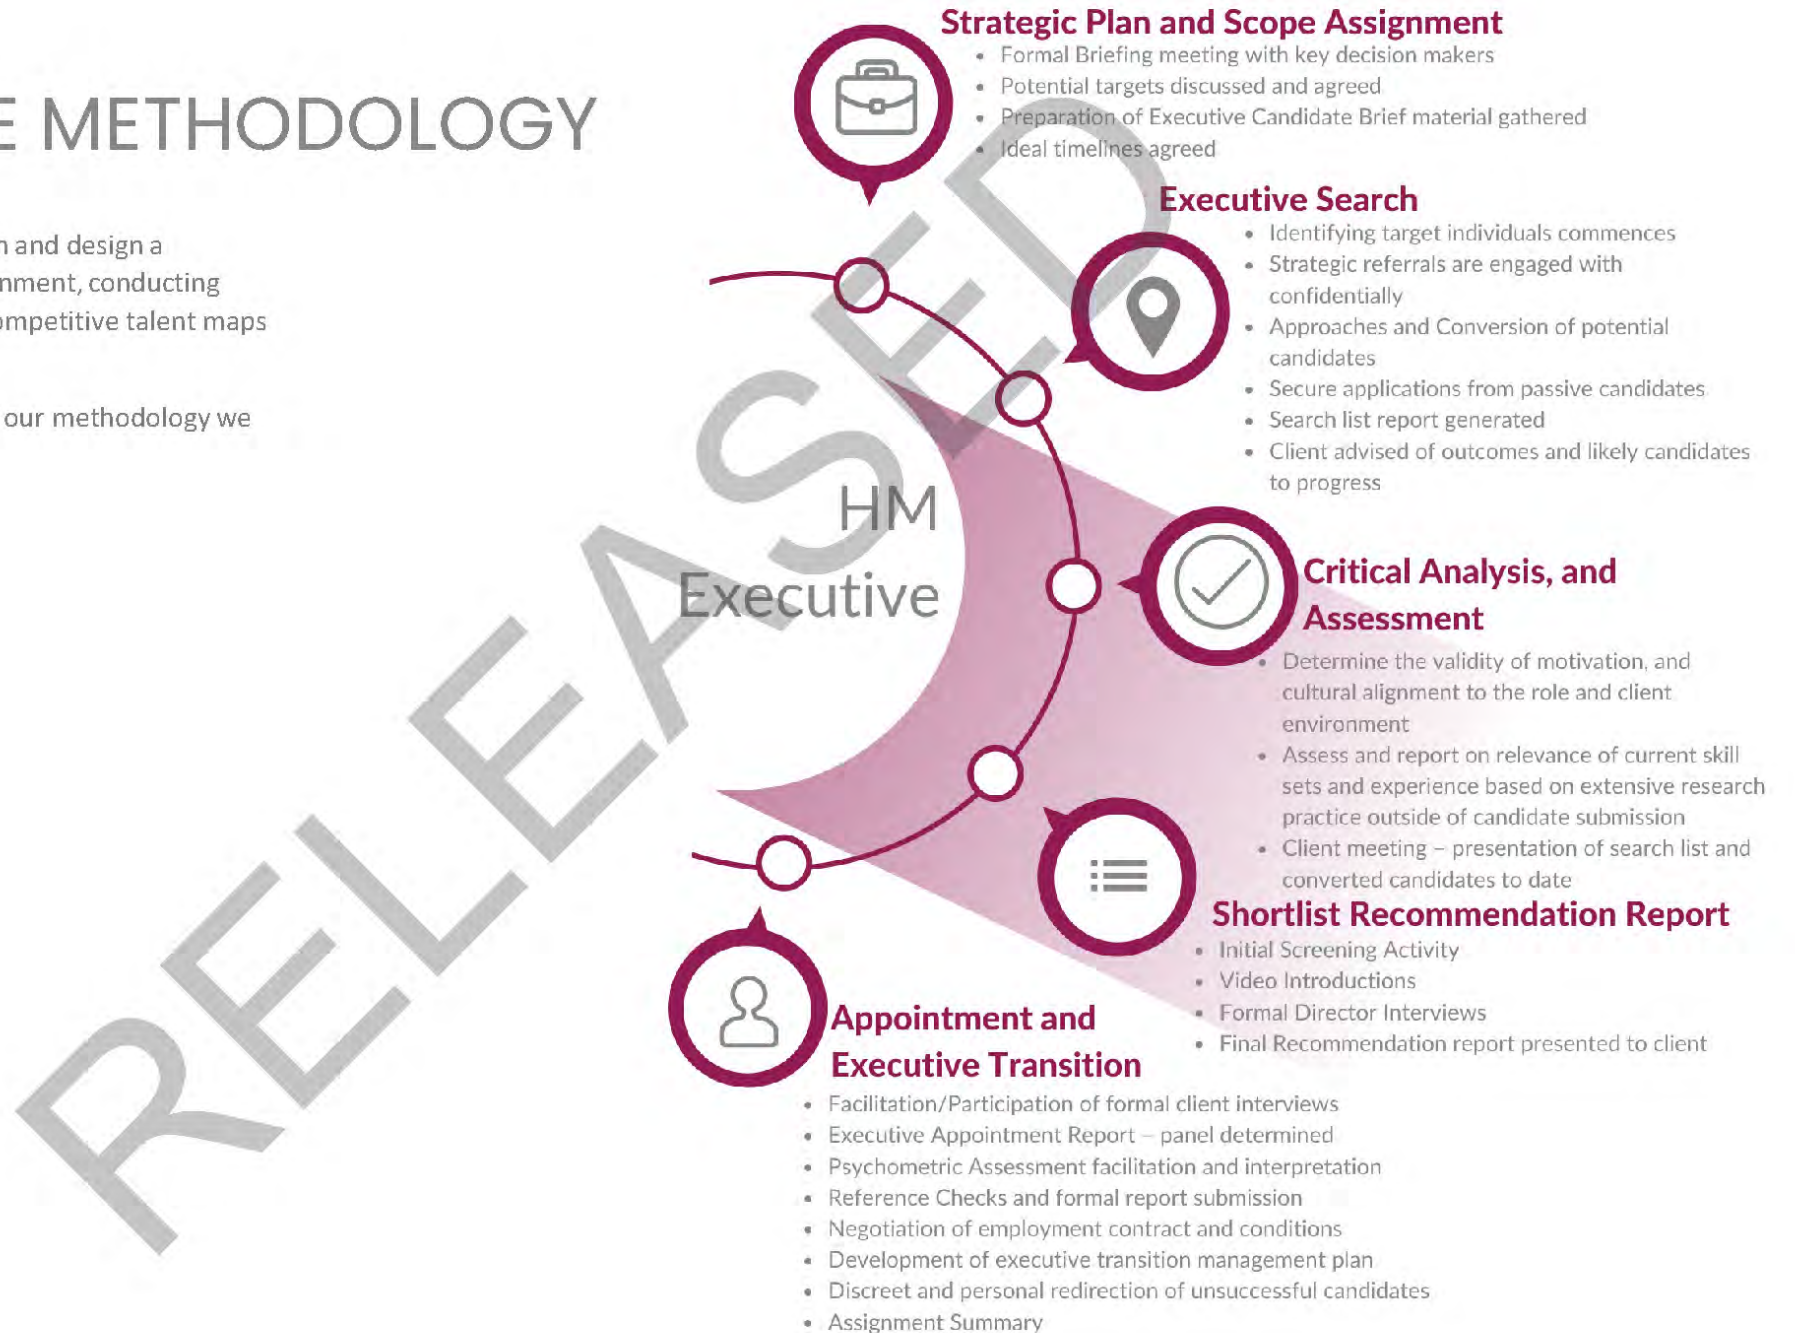 E METHODOLOGY
n and design a
nment, conducting
ompetitive talent maps
our methodology we
Strategic Plan and Scope Assignment
• Formal Briefing meeting with key decision makers
• Potential targets discussed and agreed
• Preparation of Executive Candidate Brief material gathered
• Ideal timelines agreed
Executive Search
• Identifying target individuals commences
• Strategic referrals are engaged with
confidentially
• Approaches and Conversion of potential
candidates
• Secure applications from passive candidates
• Search list report generated
• Client advised of outcomes and likely candidates
to progress
HM
Executive
Critical Analysis, and
Assessment
• Determine the validity of motivation, and
cultural alignment to the role and client
environment
• Assess and report on relevance of current skill
sets and experience based on extensive research
practice outside of candidate submission
• Client meeting – presentation of search list and
converted candidates to date
Shortlist Recommendation Report
• Initial Screening Activity
• Video Introductions
• Formal Director Interviews
• Final Recommendation report presented to client
Appointment and
Executive Transition
• Facilitation/Participation of formal client interviews
• Executive Appointment Report – panel determined
• Psychometric Assessment facilitation and interpretation
• Reference Checks and formal report submission
• Negotiation of employment contract and conditions
• Development of executive transition management plan
• Discreet and personal redirection of unsuccessful candidates
• Assignment Summary
RELEASED